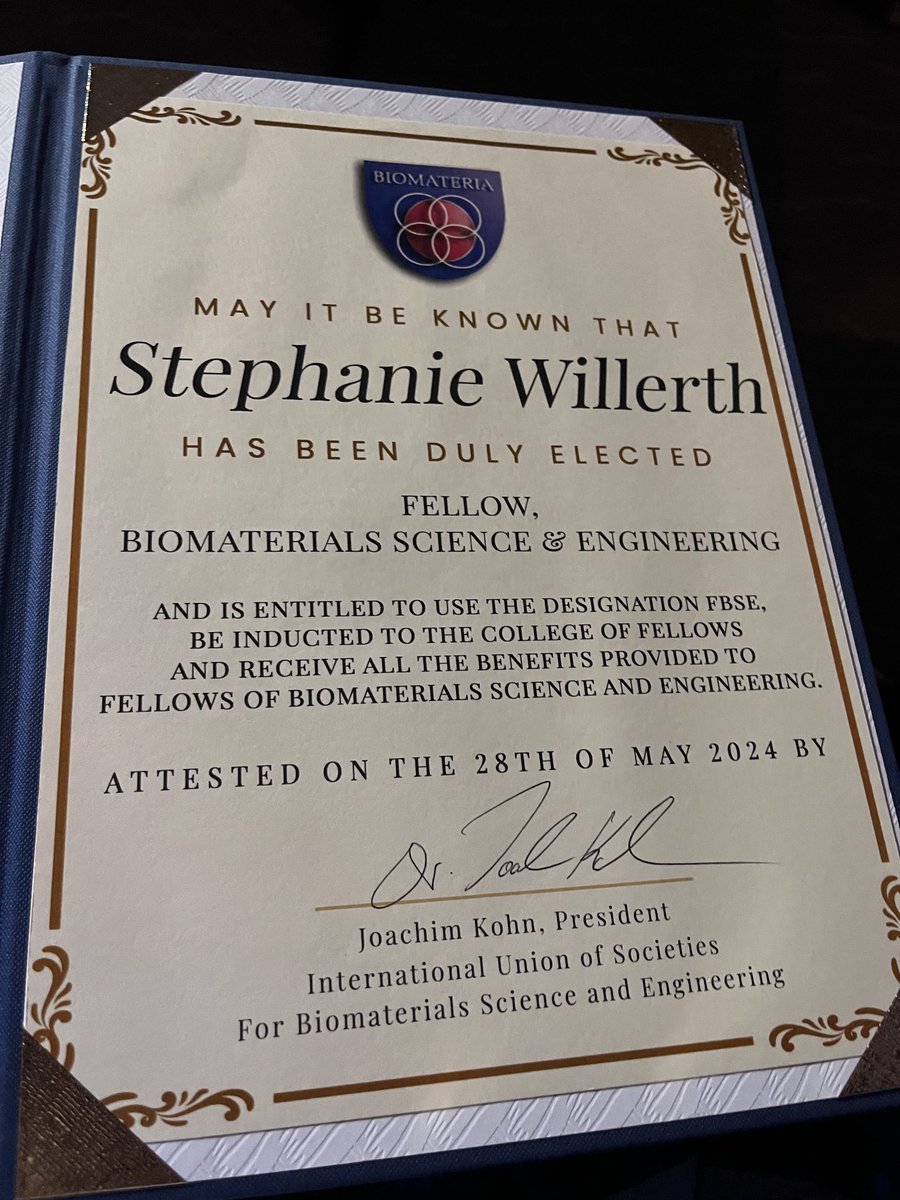 BIOMATERIA
MAY IT BE KNOWN THAT
Stephanie Willerth
HAS BEEN DULY ELECTED
FELLOW,
BIOMATERIALS SCIENCE & ENGINEERING
AND IS ENTITLED TO USE THE DESIGNATION FBSE,
BE INDUCTED TO THE COLLEGE OF FELLOWS
AND RECEIVE ALL THE BENEFITS PROVIDED TO
FELLOWS OF BIOMATERIALS SCIENCE AND ENGINEERING.
ATTESTED ON THE 28TH OF MAY 2024 BY
Dr.
Joachim Kohn, President
International Union of Societies
For Biomaterials Science and Engineering